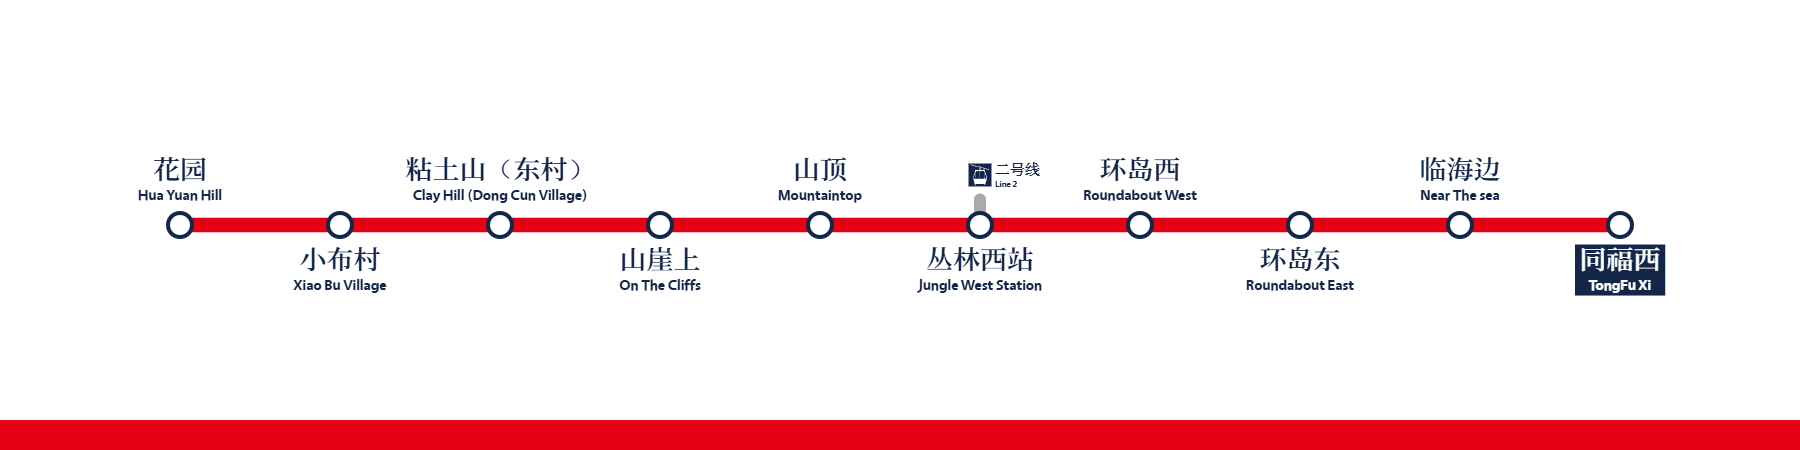 花园
Hua Yuan Hill
小布村
Xiao Bu Village
粘土山（东村）
Clay Hill (Dong Cun Village)
山崖上
On The Cliffs
山顶
Mountaintop
二号线
Line 2
丛林西站
Jungle West Station
环岛西
Roundabout West
环岛东
Roundabout East
临海边
Near The sea
同福西
TongFu Xi